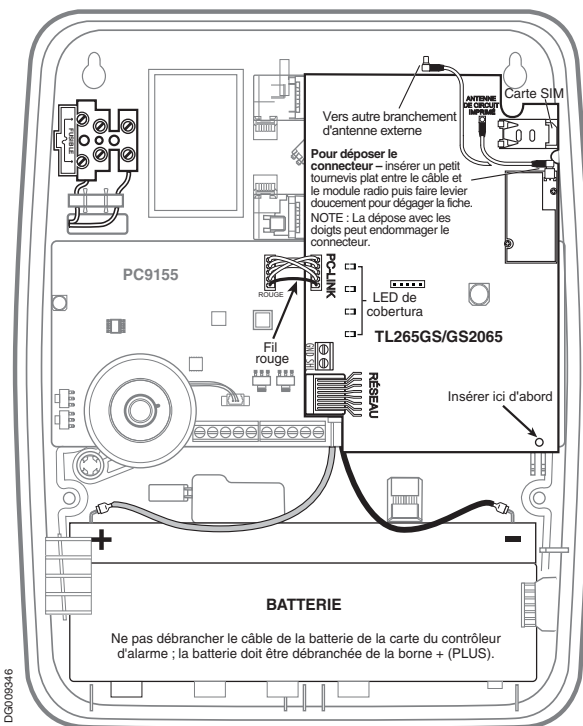 Carte SIM
ANTENNE
DE CIRCUIT
IMPRIMÉ
Vers autre branchement
d'antenne externe
FUSIBLE
Pour déposer le
connecteur – insérer un petit
tournevis plat entre le câble et
le module radio puis faire levier
doucement pour dégager la fiche.
NOTE : La dépose avec les
doigts peut endommager le
connecteur.
PC9155
PC-LINK
ROUGE
LED de
cobertura
Fil
rouge
TL265GS/GS2065
GND SH
RÉSEAU
Insérer ici d'abord
+
-
BATTERIE
Ne pas débrancher le câble de la batterie de la carte du contrôleur
d'alarme ; la batterie doit être débranchée de la borne + (PLUS).
DG009346